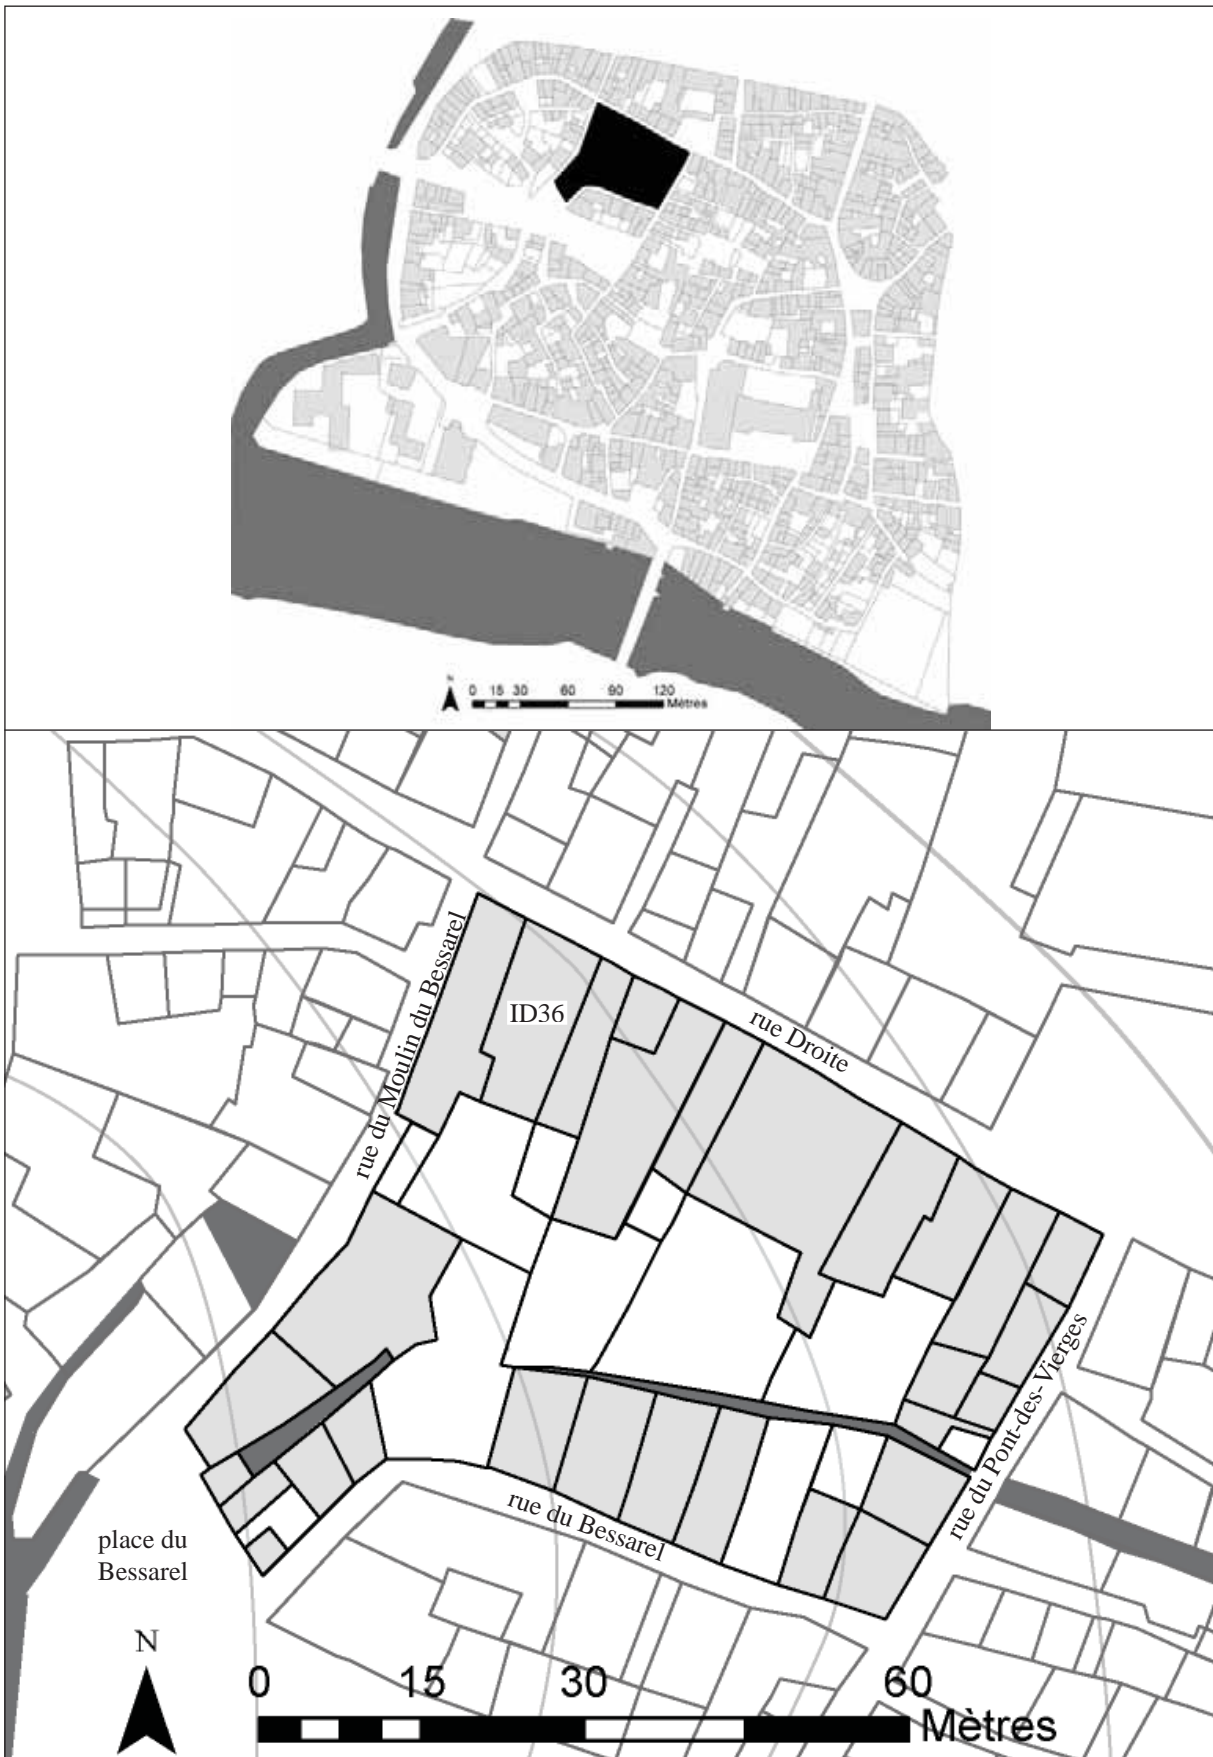 N
0 15 30 60 90 120
Mètres
rue du Moulin du Bessarel
ID36
rue Droite
rue du Pont-des-Vierges
rue du Bessarel
place du
Bessarel
N
0 15 30 60
Mètres